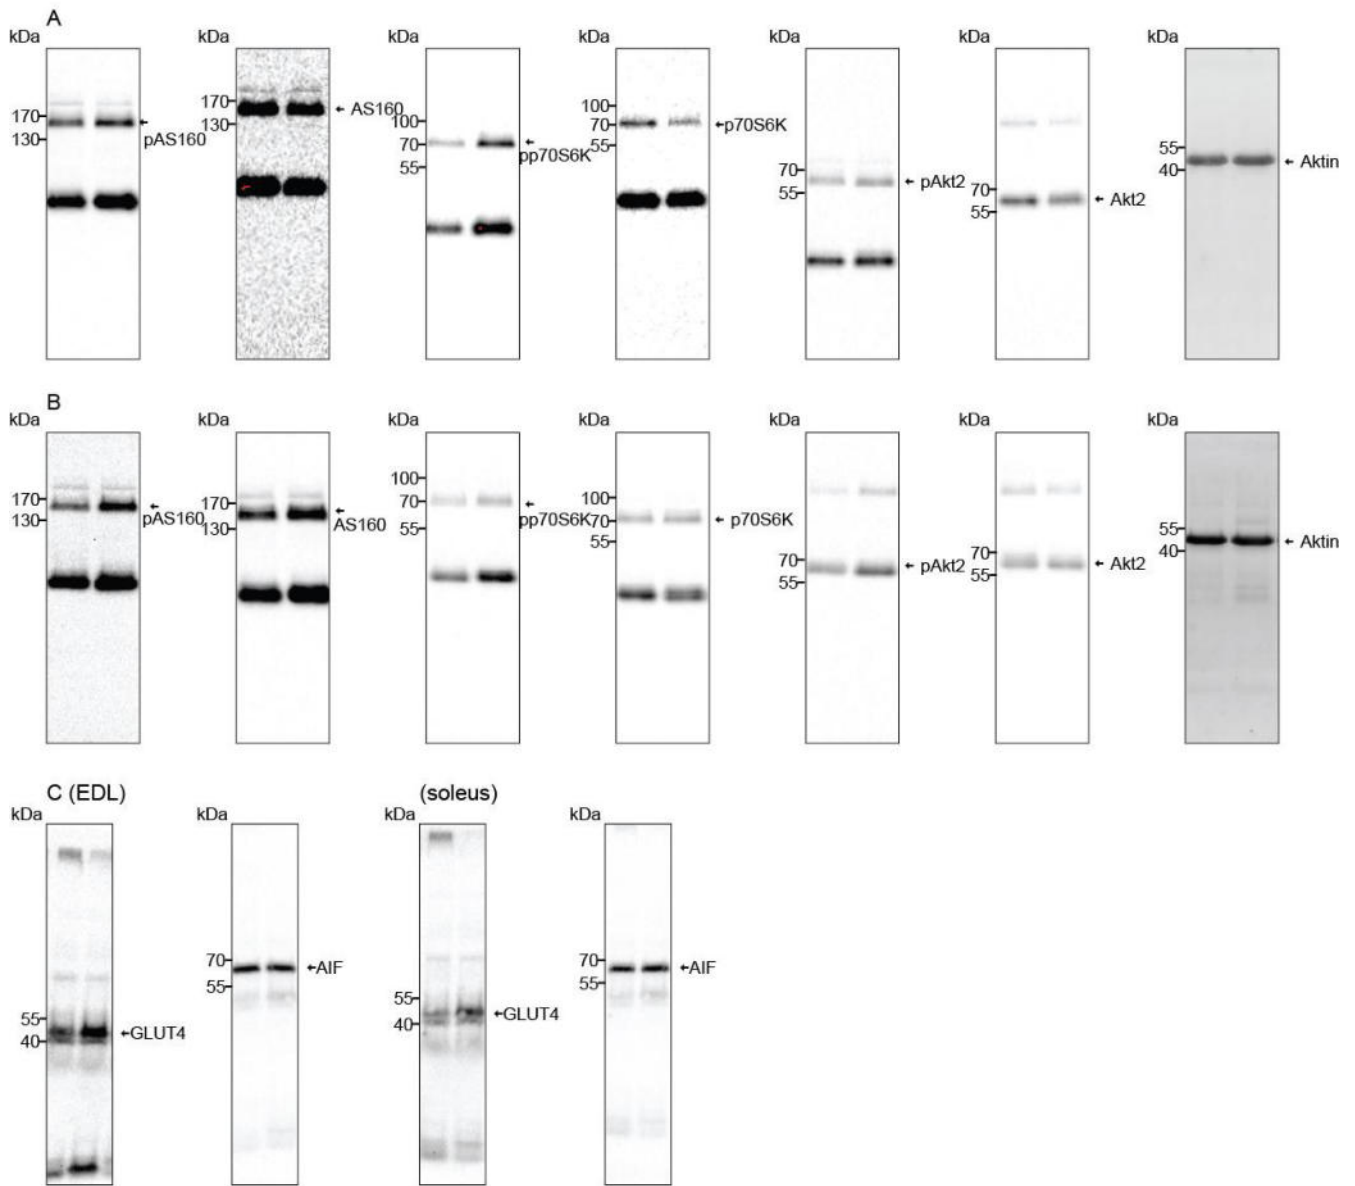 A
kDa kDa kDa kDa kDa kDa kDa
170
130
pAS160
170
130
AS160
100
70
55
pp70S6K
100
70
55
p70S6K
70
55
pAkt2
70
55
Akt2
55
40
Aktin
B
kDa kDa kDa kDa kDa kDa kDa
170
130
pAS160
170
130
AS160
100
70
55
pp70S6K
100
70
55
p70S6K
70
55
pAkt2
70
55
Akt2
55
40
Aktin
C (EDL) (soleus)
kDa kDa kDa kDa
55
40
GLUT4
70
55
AIF
55
40
GLUT4
70
55
AIF